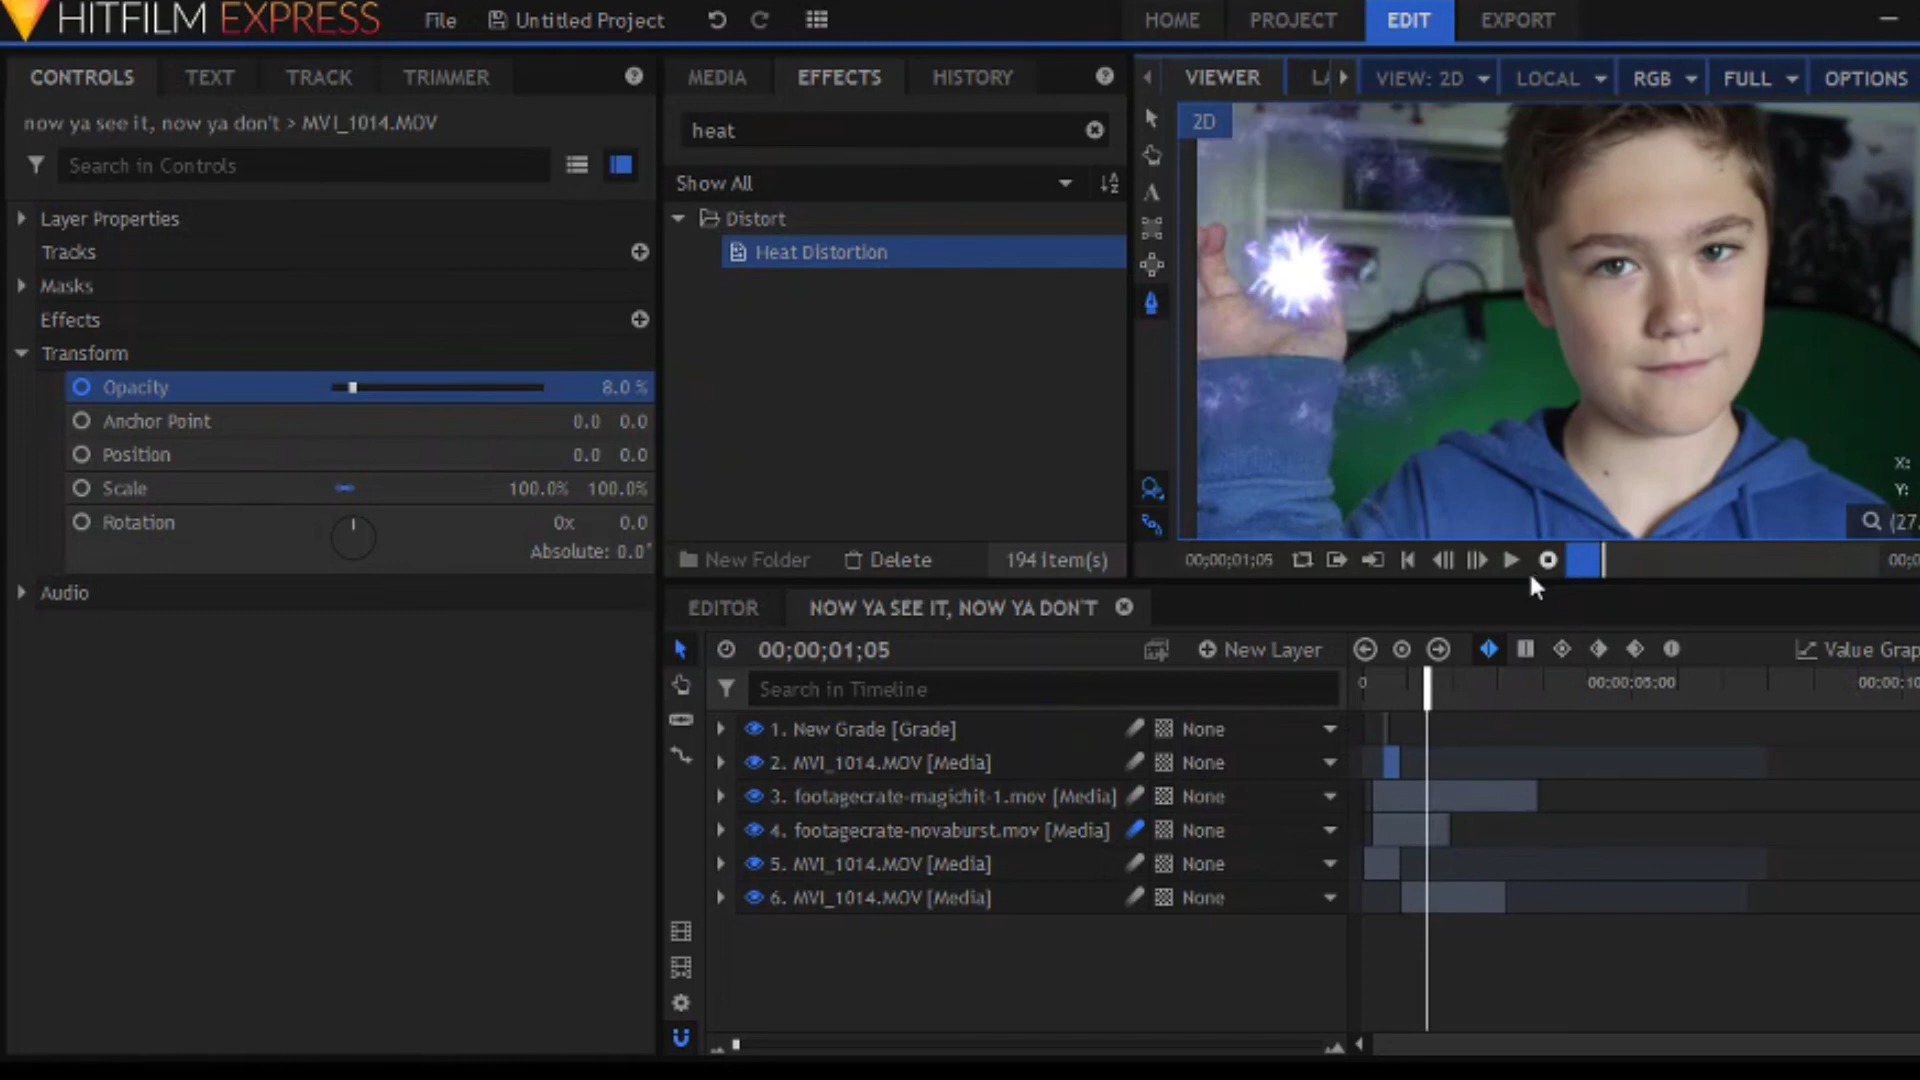 HITFILM EXPRESS File Untitled Project HOME PROJECT EDIT EXPORT
CONTROLS TEXT TRACK TRIMMER
now ya see it, now ya don't > MVI_1014.MOV
Search in Controls
Layer Properties
Tracks
Masks
Effects
Transform
Opacity 8.0 %
Anchor Point 0.0 0.0
Position 0.0 0.0
Scale 100.0% 100.0%
Rotation 0x 0.0
Absolute: 0.0°
Audio
MEDIA EFFECTS HISTORY
heat
Show All
Distort
Heat Distortion
New Folder Delete 194 item(s)
VIEWER VIEW: 2D LOCAL RGB FULL OPTIONS
2D
X:
Y:
(27.
00;00;01;05
EDITOR NOW YA SEE IT, NOW YA DON'T
00;00;01;05 New Layer Value Grap
Search in Timeline
0 00;00;05;00 00;00;10
1. New Grade [Grade] None
2. MVI_1014.MOV [Media] None
3. footagecrate-magichit-1.mov [Media] None
4. footagecrate-novaburst.mov [Media] None
5. MVI_1014.MOV [Media] None
6. MVI_1014.MOV [Media] None